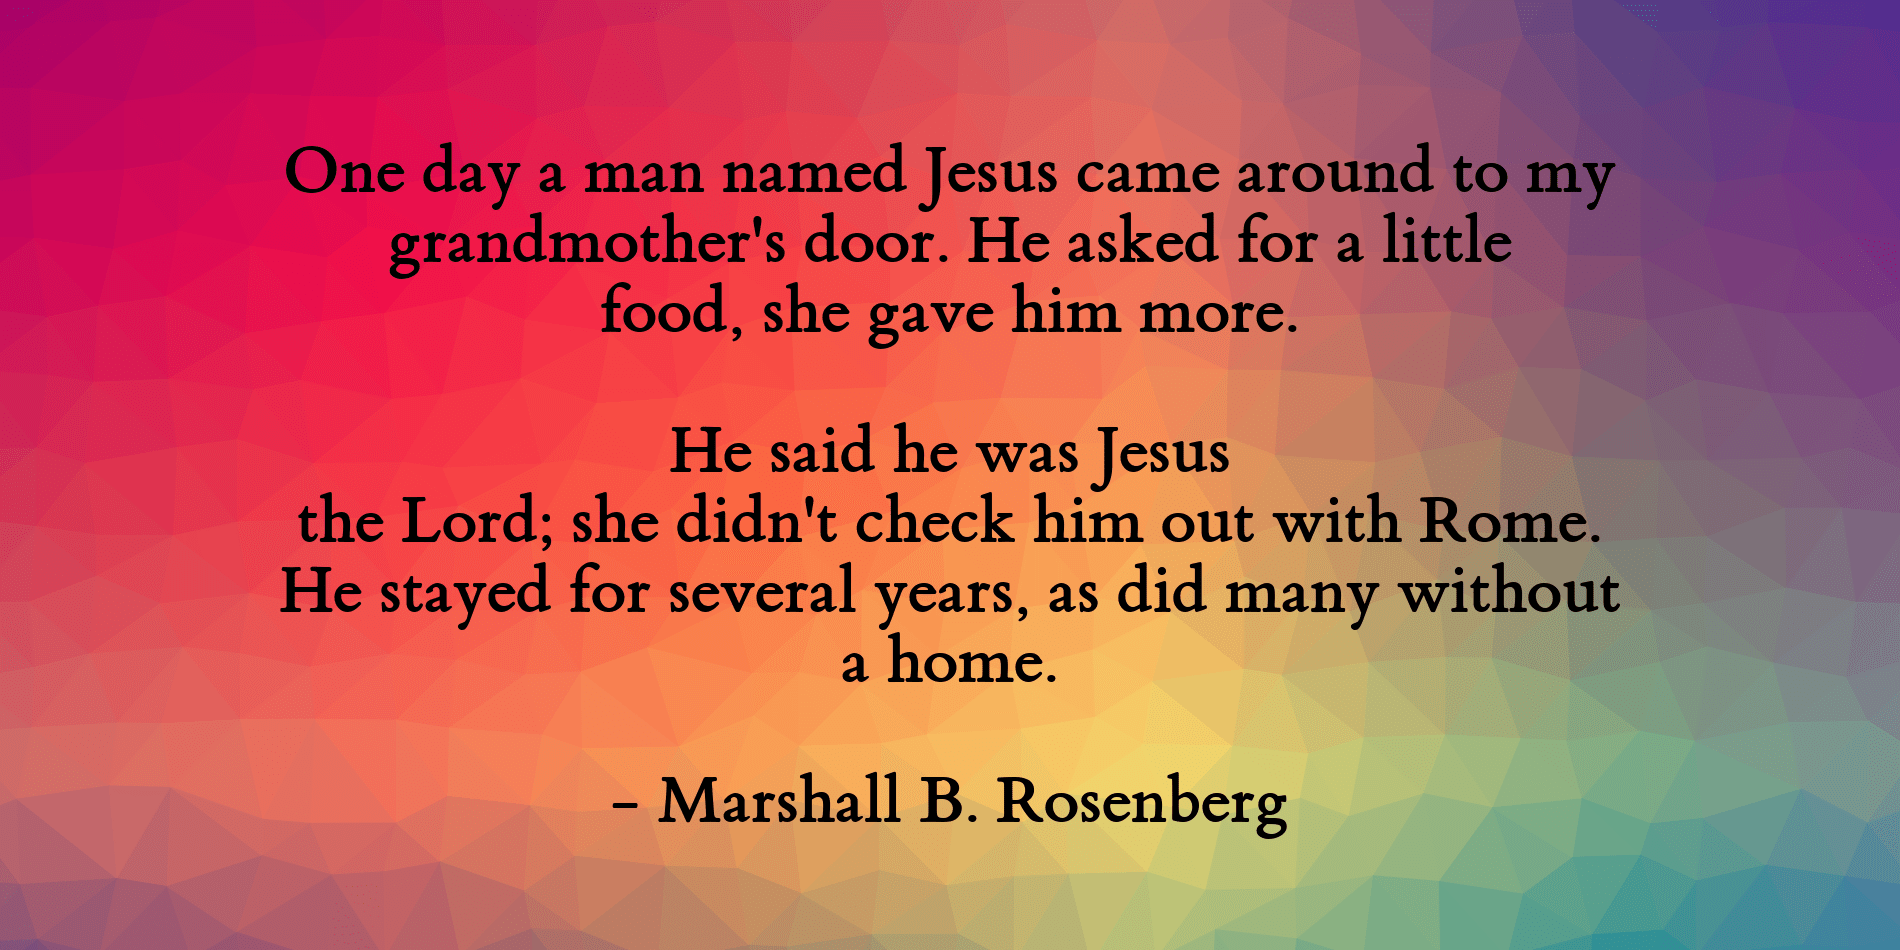 One day a man named Jesus came around to my
grandmother's door. He asked for a little
food, she gave him more.
He said he was Jesus
the Lord; she didn't check him out with Rome.
He stayed for several years, as did many without
a home.
– Marshall B. Rosenberg